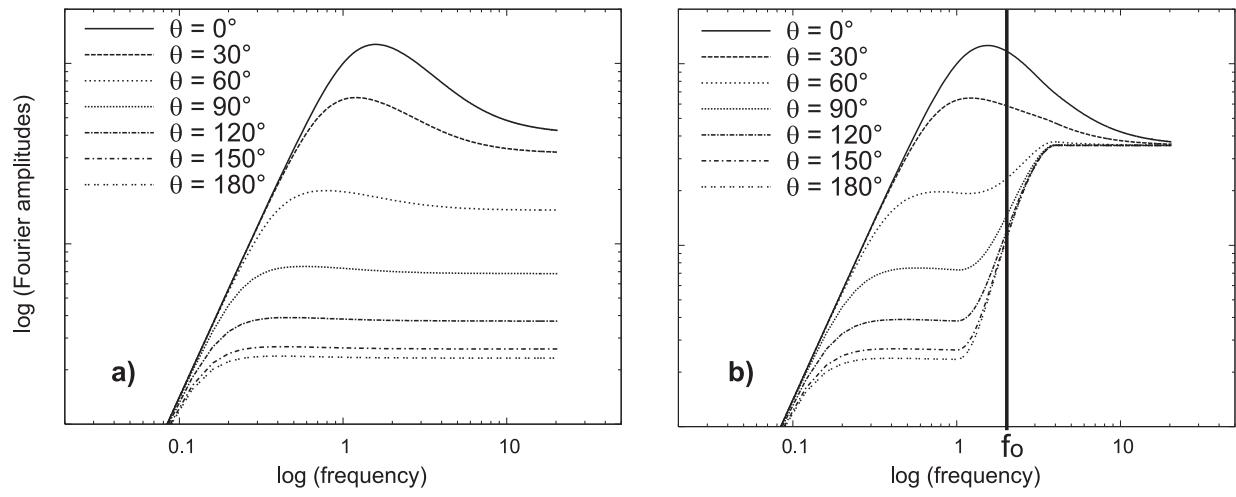 θ = 0°
θ = 30°
θ = 60°
θ = 90°
θ = 120°
θ = 150°
θ = 180°
log (Fourier amplitudes)
a)
0.1 1 10
log (frequency)
θ = 0°
θ = 30°
θ = 60°
θ = 90°
θ = 120°
θ = 150°
θ = 180°
b)
0.1 1 fo 10
log (frequency)